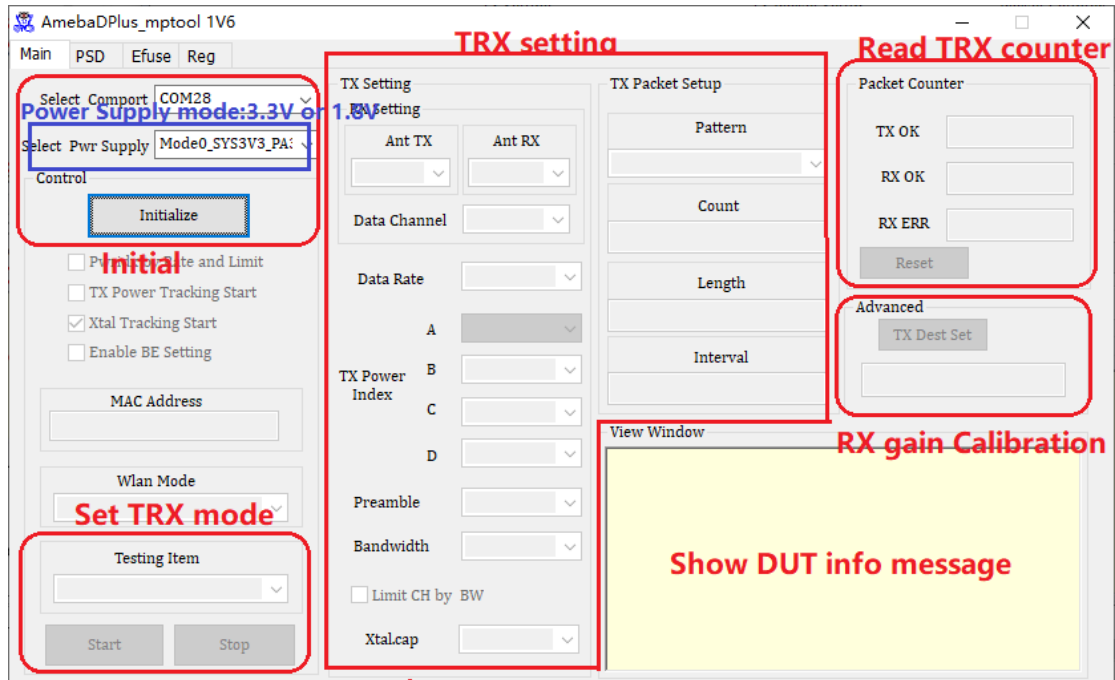 AmebaDPlus_mptool 1V6
Main PSD Efuse Reg
TRX setting
Read TRX counter
Select Comport COM28
Power Supply mode:3.3V or 1.8V
Select Pwr Supply Mode0_SYS3V3_PA3
Control
Initialize
Initial
Rate and Limit
TX Power Tracking Start
Xtal Tracking Start
Enable BE Setting
MAC Address
Wlan Mode
Set TRX mode
Testing Item
Start Stop
TX Setting
RX Setting
Ant TX Ant RX
Data Channel
Data Rate
A
TX Power Index
B
C
D
Preamble
Bandwidth
Limit CH by BW
Xtal.cap
TX Packet Setup
Pattern
Count
Length
Interval
Packet Counter
TX OK
RX OK
RX ERR
Reset
Advanced
TX Dest Set
RX gain Calibration
View Window
Show DUT info message